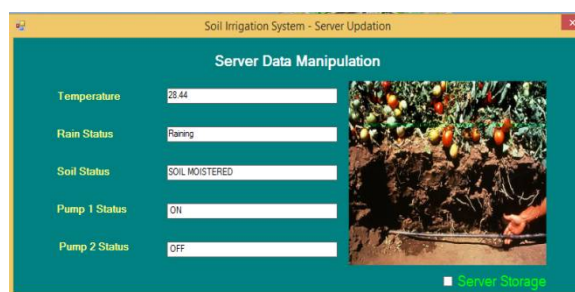 Soil Irrigation System - Server Updation
x
Server Data Manipulation
Temperature 28.44
Rain Status Raining
Soil Status SOIL MOISTERED
Pump 1 Status ON
Pump 2 Status OFF
Server Storage